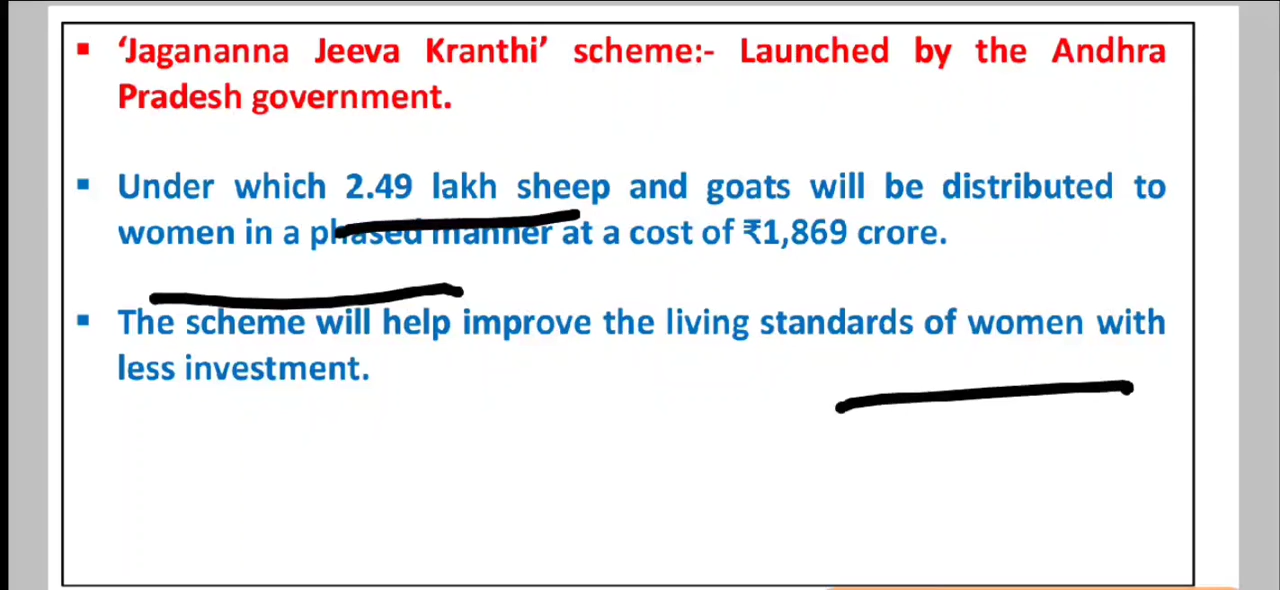 ▪ ‘Jagananna Jeeva Kranthi’ scheme:- Launched by the Andhra
Pradesh government.
▪ Under which 2.49 lakh sheep and goats will be distributed to
women in a phased manner at a cost of ₹1,869 crore.
▪ The scheme will help improve the living standards of women with
less investment.